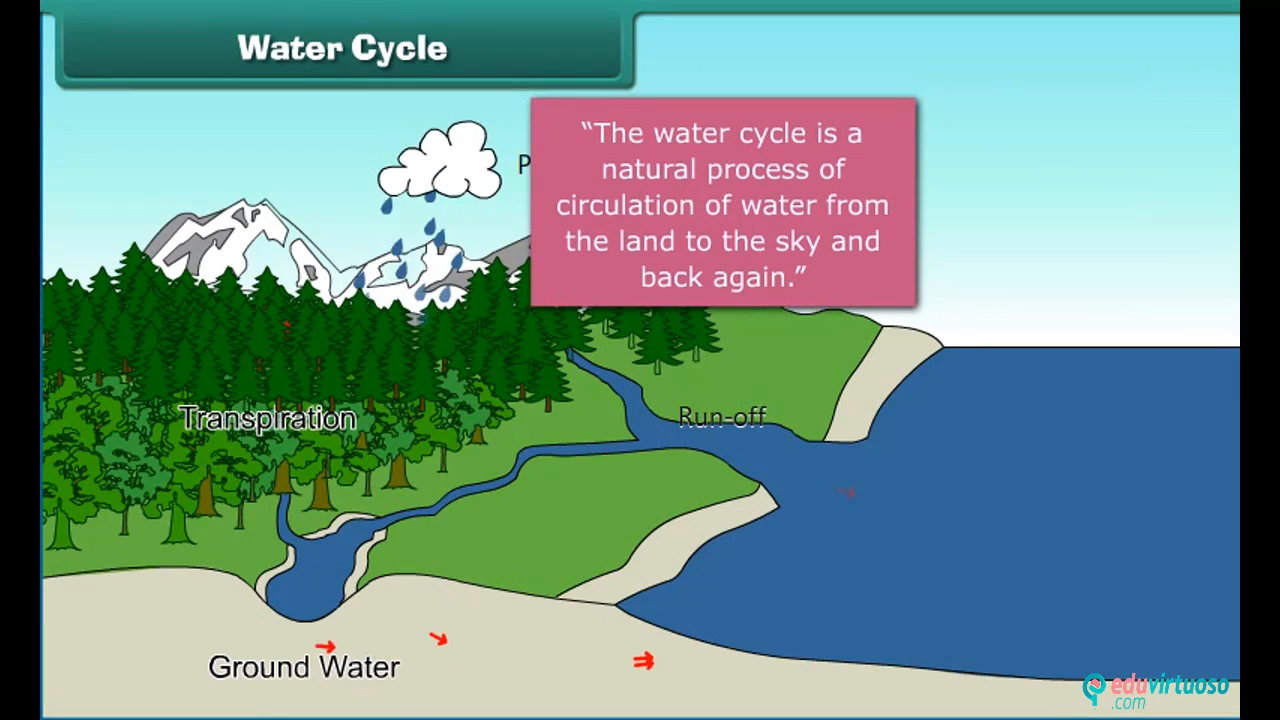 Water Cycle
P
“The water cycle is a
natural process of
circulation of water from
the land to the sky and
back again.”
Transpiration
Run-off
Ground Water
eduvirtuoso
.com